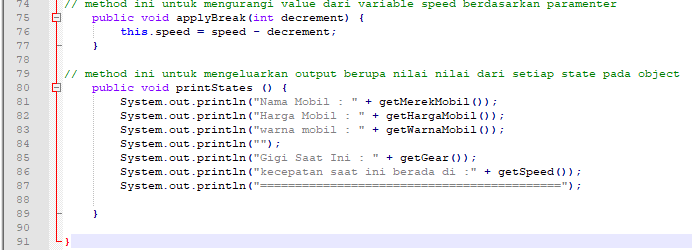 74 // method ini untuk mengurangi value dari variable speed berdasarkan paramenter
75 public void applyBreak(int decrement) {
76 this.speed = speed - decrement;
77 }
78
79 // method ini untuk mengeluarkan output berupa nilai nilai dari setiap state pada object
80 public void printStates () {
81 System.out.println("Nama Mobil : " + getMerekMobil());
82 System.out.println("Harga Mobil : " + getHargaMobil());
83 System.out.println("warna mobil : " + getWarnaMobil());
84 System.out.println("");
85 System.out.println("Gigi Saat Ini : " + getGear());
86 System.out.println("kecepatan saat ini berada di :" + getSpeed());
87 System.out.println("===========================================");
88
89 }
90
91 }